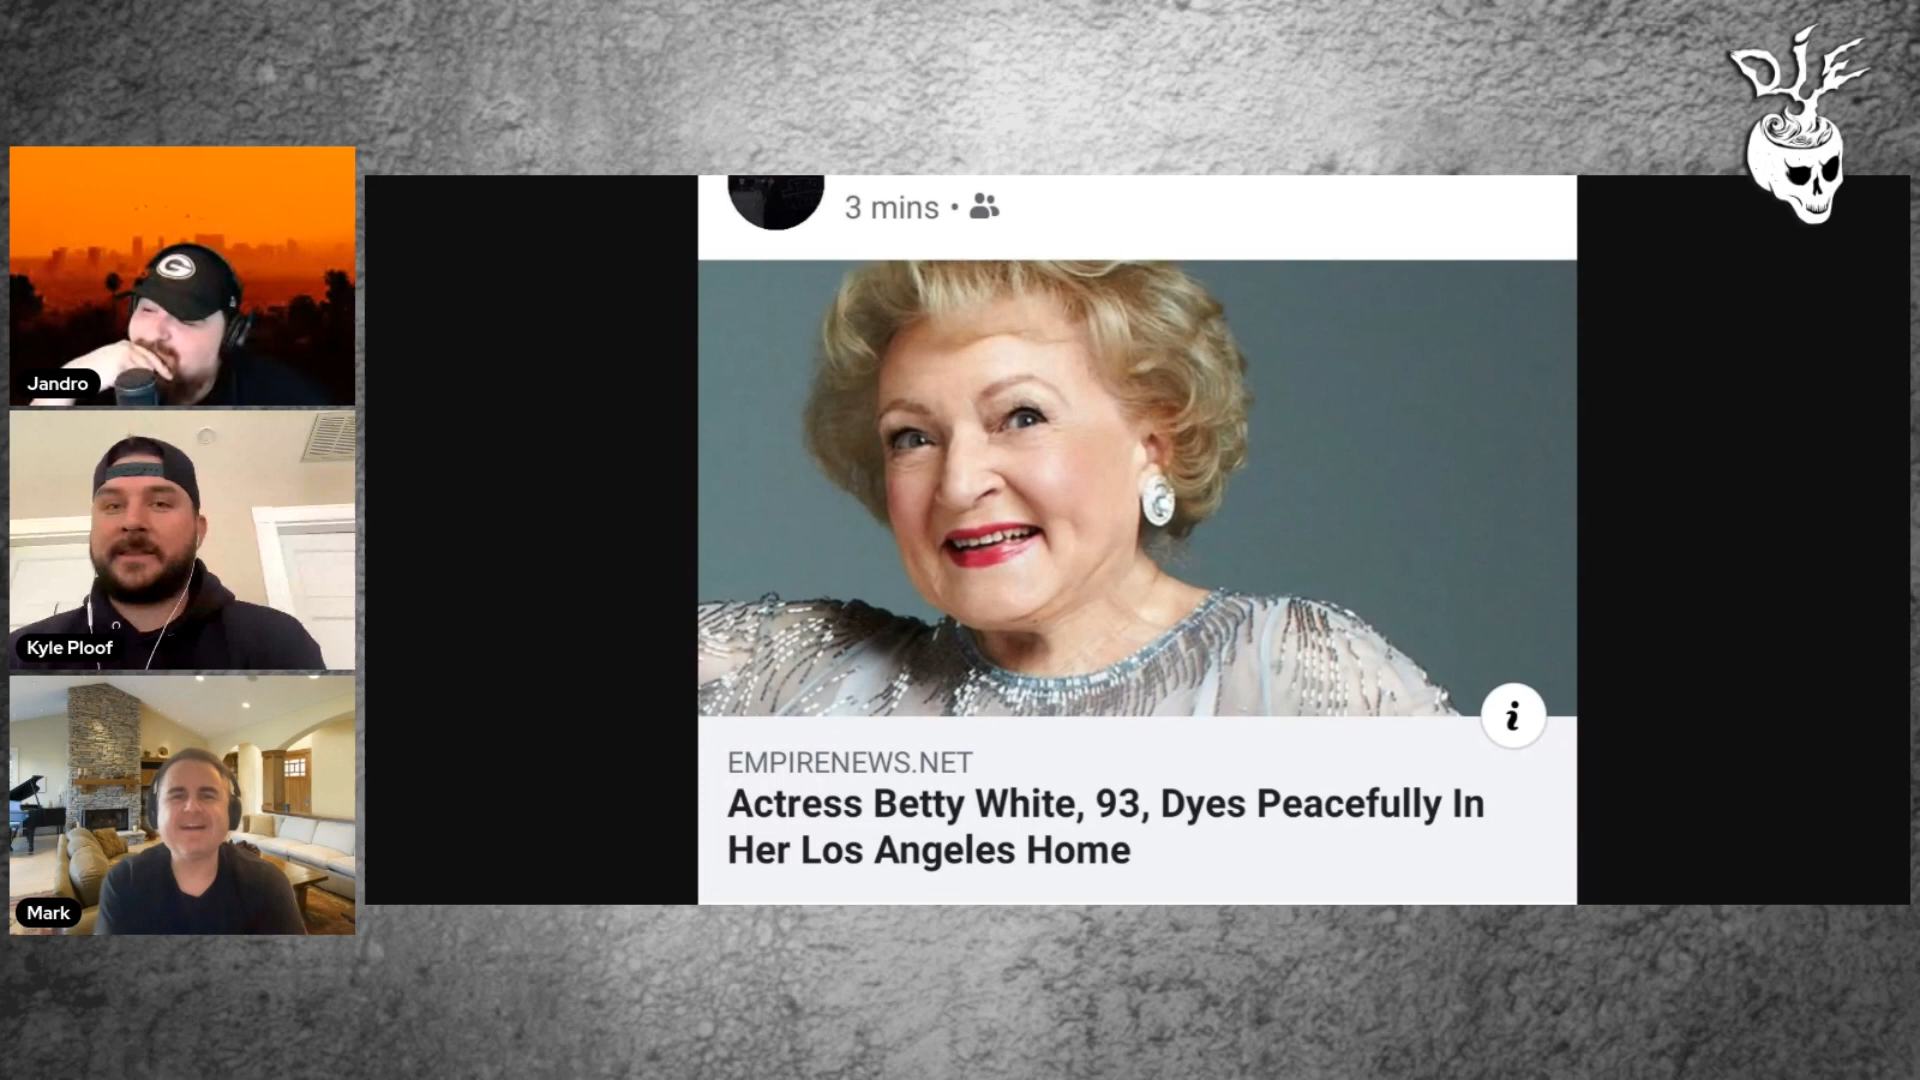 DIE
3 mins •
Jandro
Kyle Ploof
Mark
i
EMPIRENEWS.NET
Actress Betty White, 93, Dyes Peacefully In
Her Los Angeles Home